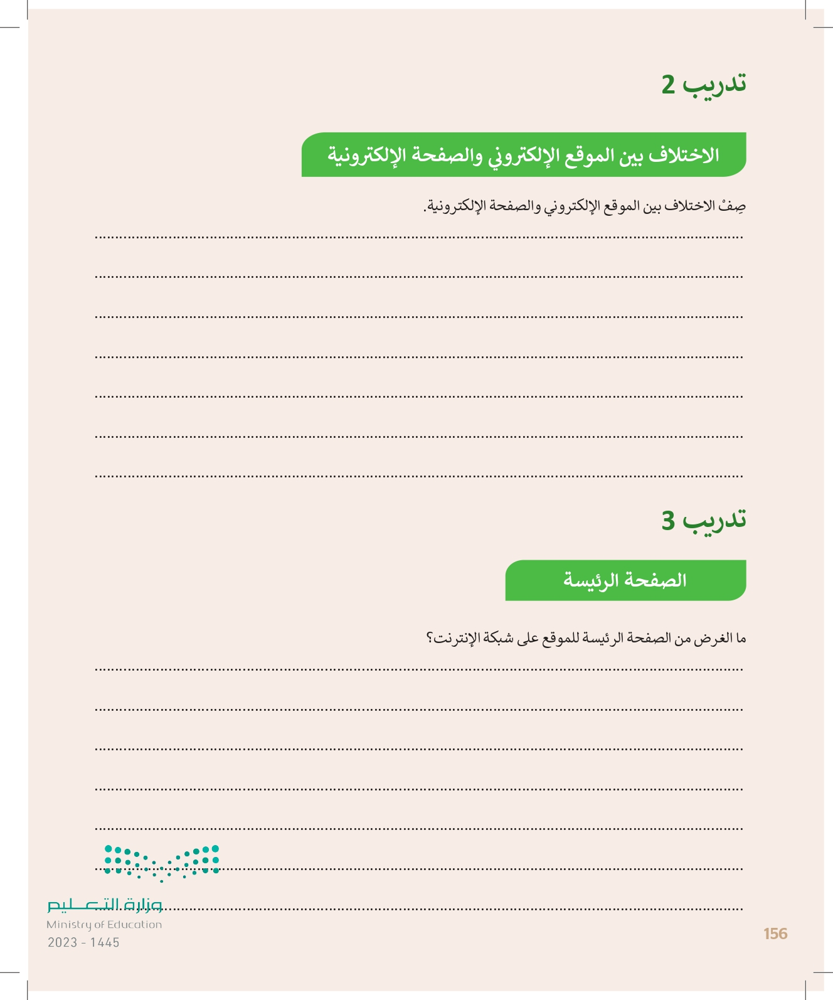 تدريب 2
الاختلاف بين الموقع الإلكتروني والصفحة الإلكترونية
صِفْ الاختلاف بين الموقع الإلكتروني والصفحة الإلكترونية.
تدريب 3
الصفحة الرئيسة
ما الغرض من الصفحة الرئيسة للموقع على شبكة الإنترنت؟
وزارة التعليم
Ministry of Education
2023 - 1445
156